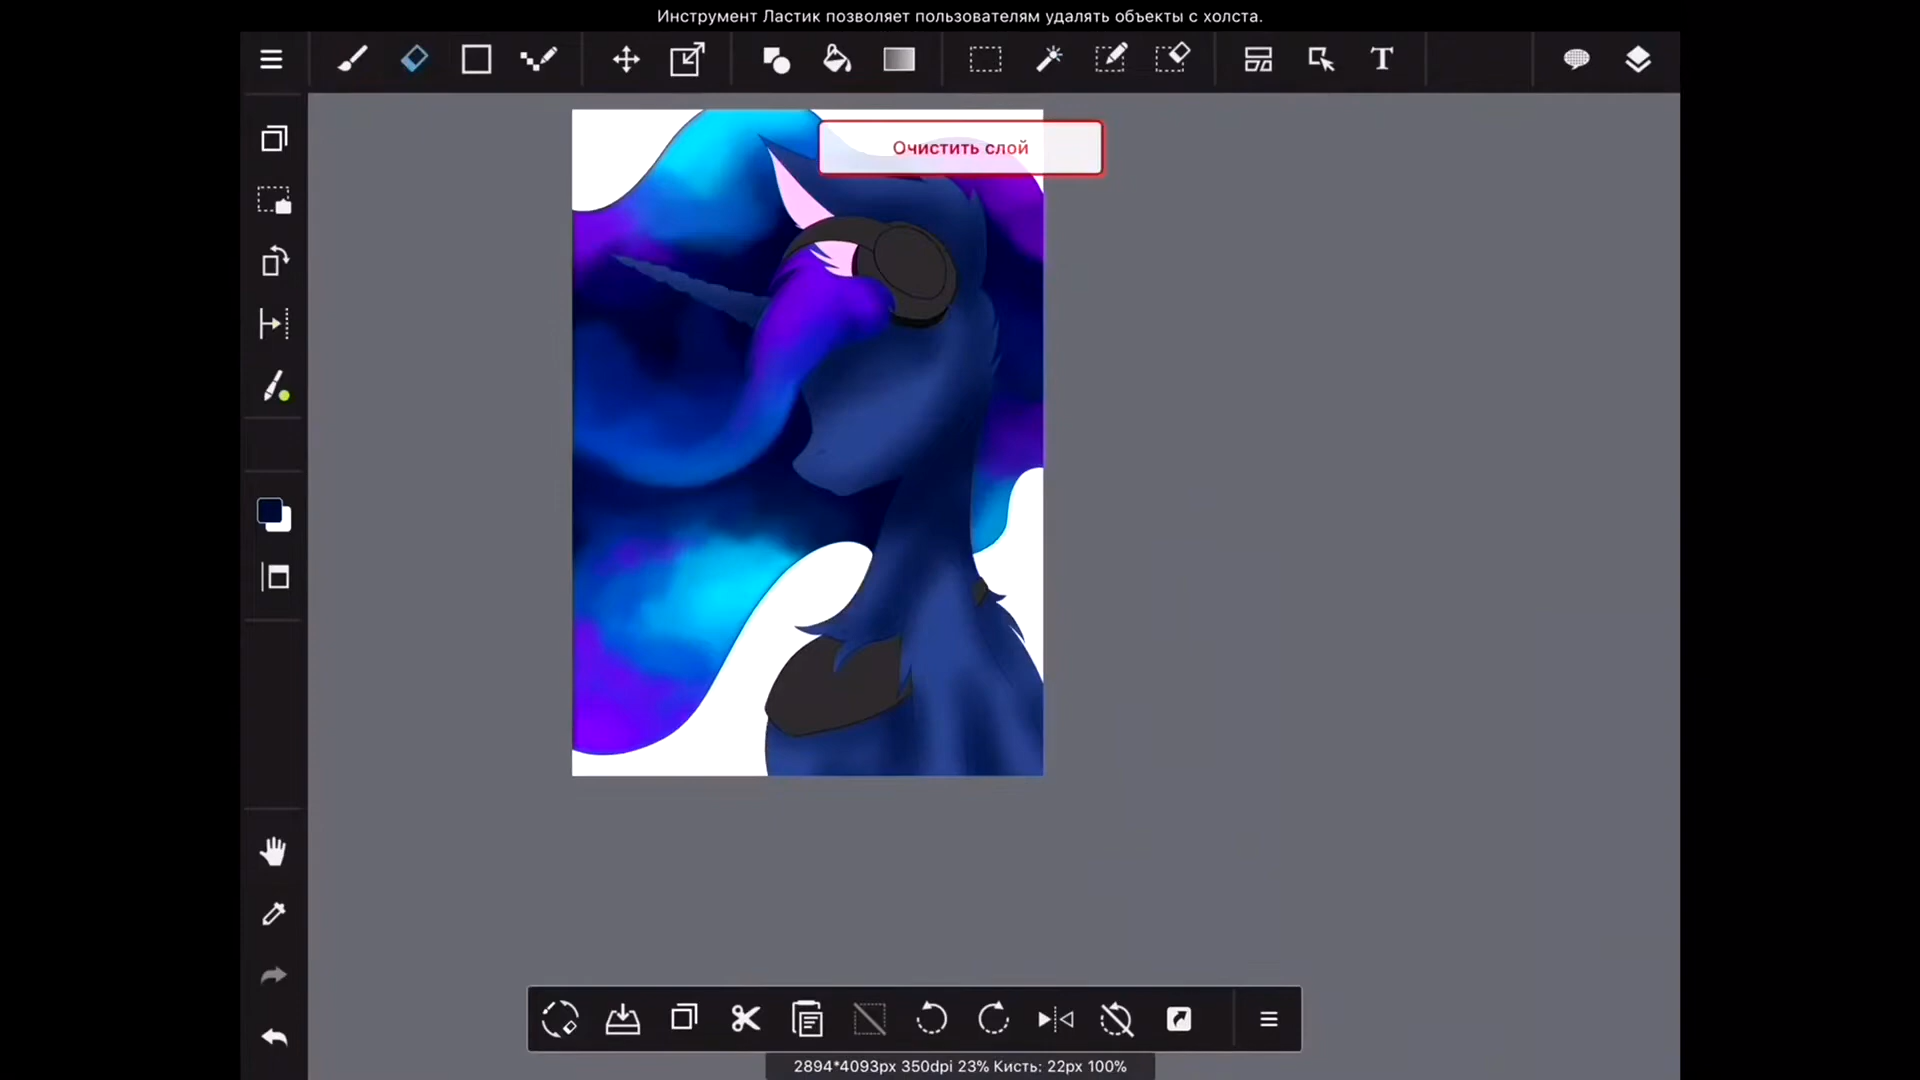 Инструмент Ластик позволяет пользователям удалять объекты с холста.
Очистить слой
2894*4093px 350dpi 23% Кисть: 22px 100%